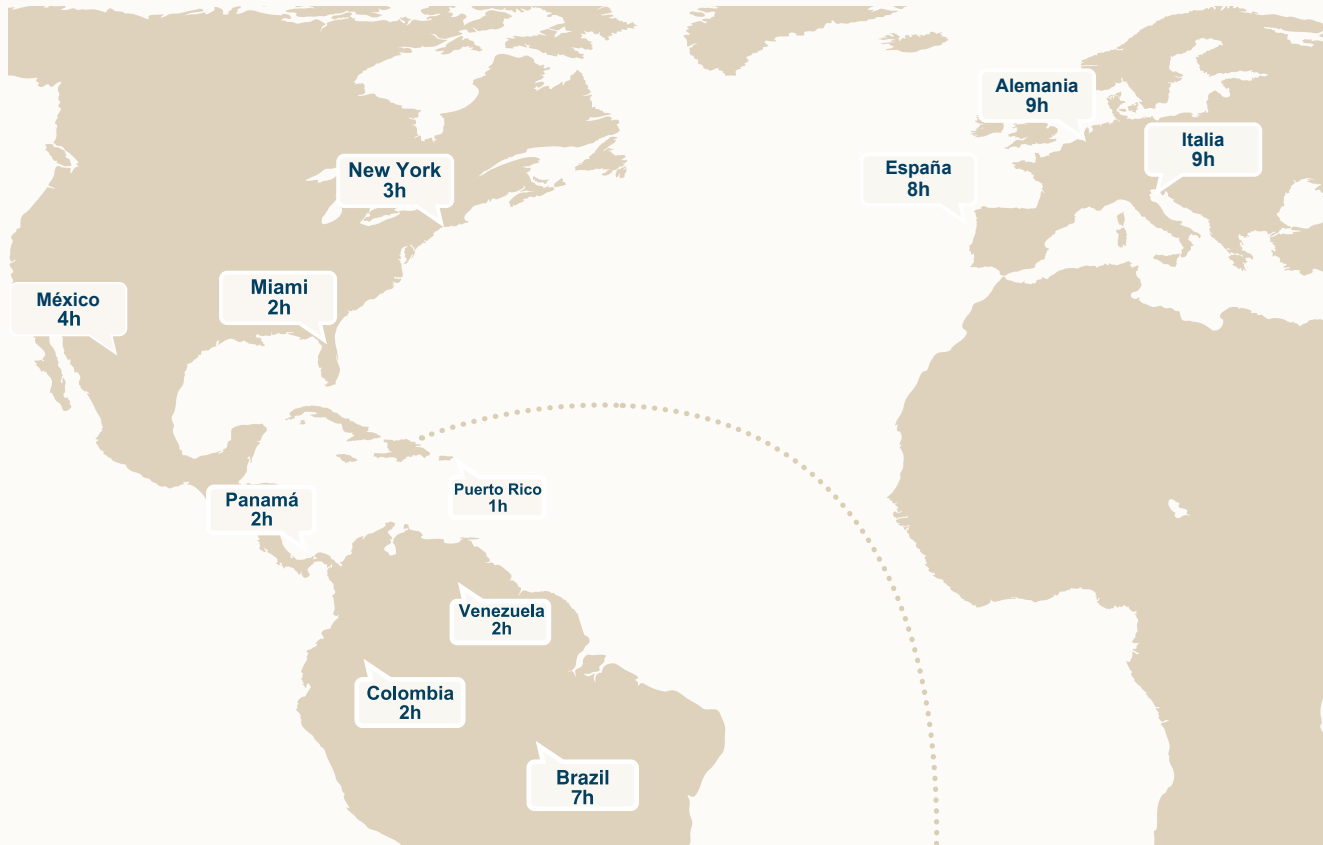 Alemania
9h
Italia
9h
New York
3h
España
8h
Miami
2h
México
4h
Puerto Rico
1h
Panamá
2h
Venezuela
2h
Colombia
2h
Brazil
7h